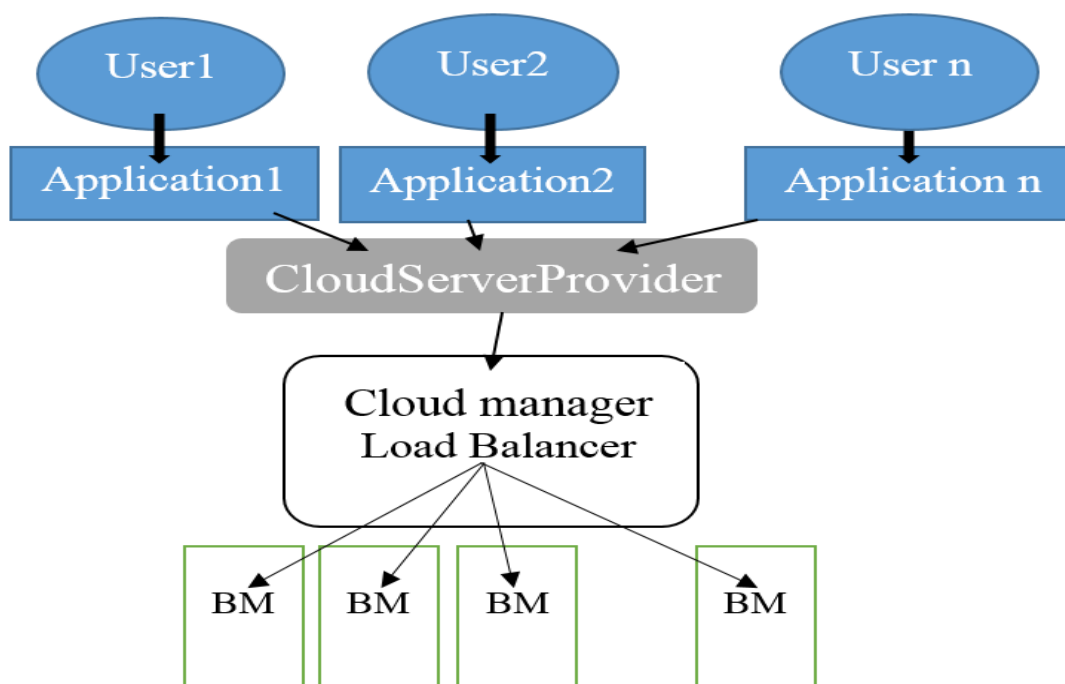 User1
User2
User n
Application1
Application2
Application n
CloudServerProvider
Cloud manager
Load Balancer
BM
BM
BM
BM